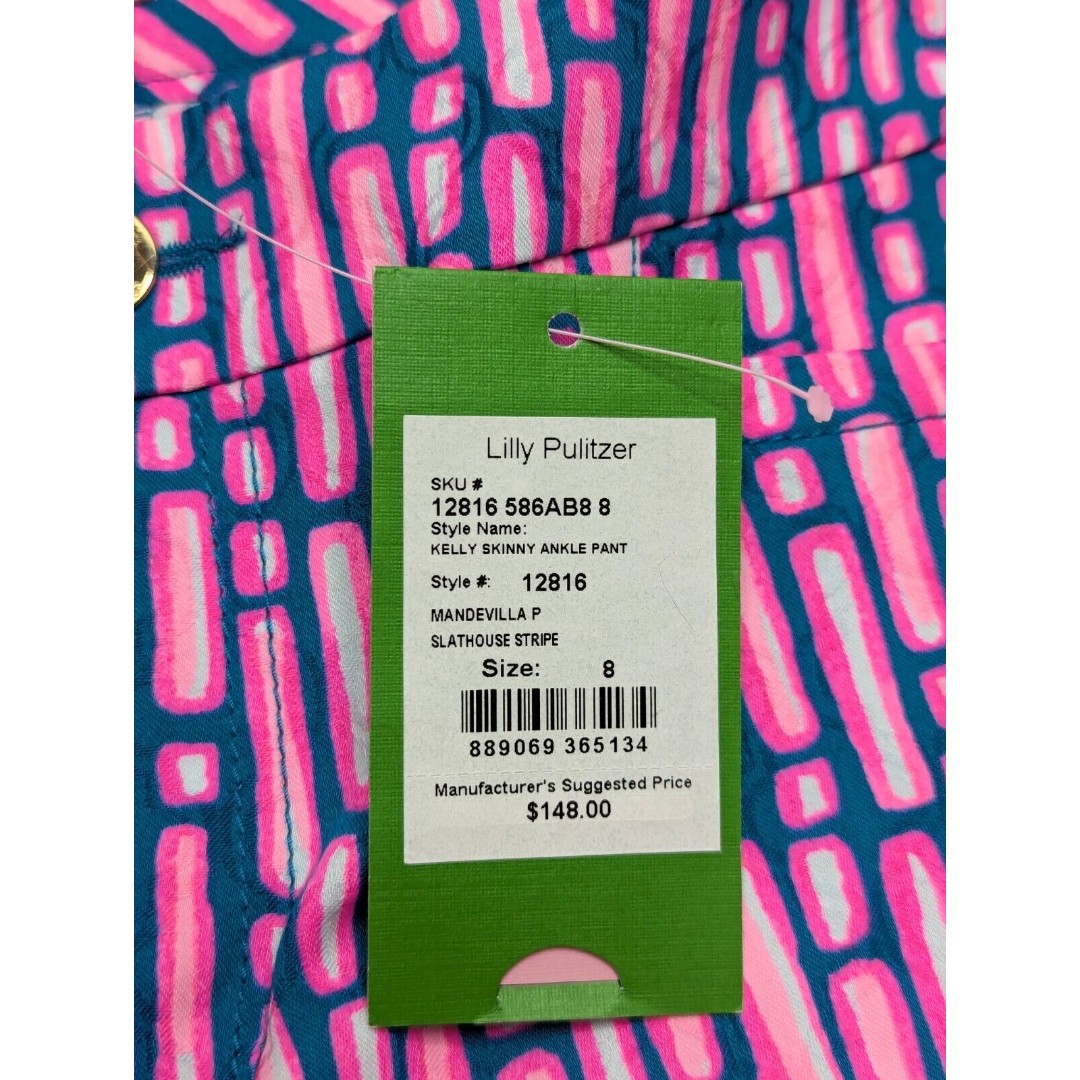 Lilly Pulitzer
SKU #
12816 586AB8 8
Style Name:
KELLY SKINNY ANKLE PANT
Style #: 12816
MANDEVILLA P
SLATHOUSE STRIPE
Size: 8
889069 365134
Manufacturer's Suggested Price
$148.00